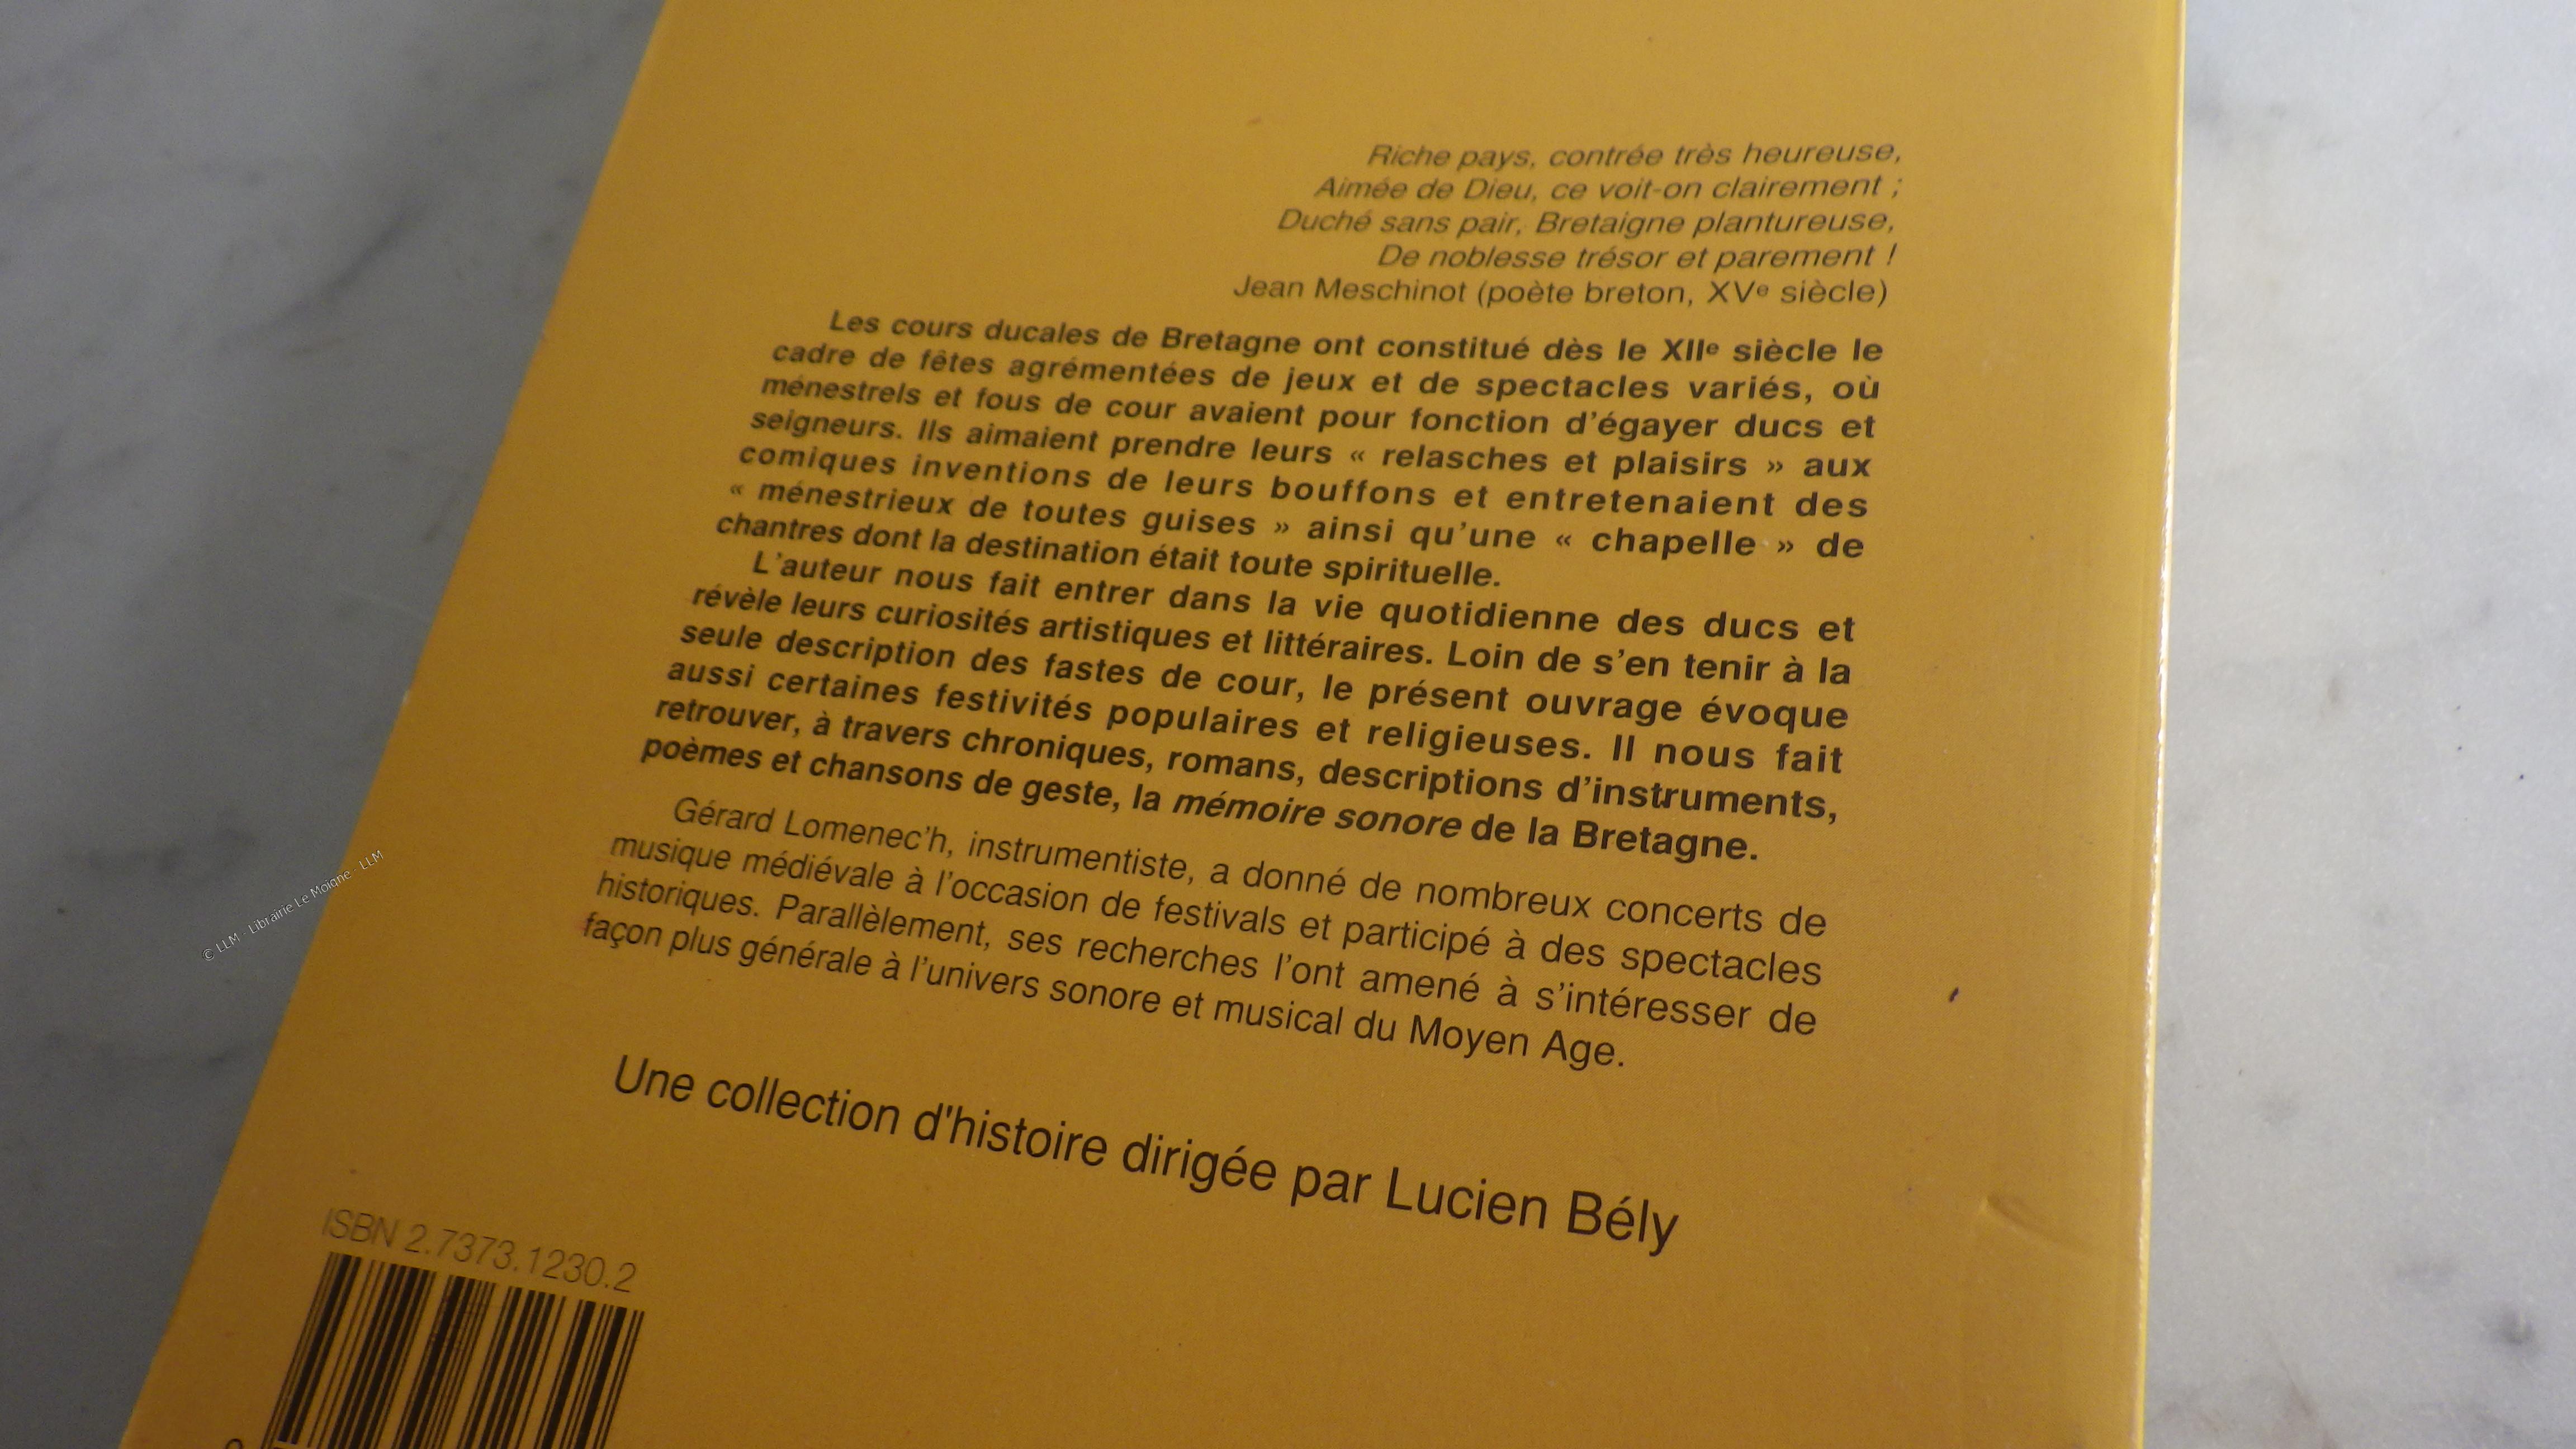 Riche pays, contrée très heureuse,
Aimée de Dieu, ce voit-on clairement ;
Duché sans pair, Bretaigne plantureuse,
De noblesse trésor et parement !
Jean Meschinot (poète breton, XVe siècle)
Les cours ducales de Bretagne ont constitué dès le XIIe siècle le
cadre de fêtes agrémentées de jeux et de spectacles variés, où
ménestrels et fous de cour avaient pour fonction d'égayer ducs et
seigneurs. Ils aimaient prendre leurs « relasches et plaisirs » aux
comiques inventions de leurs bouffons et entretenaient des
« ménestrieux de toutes guises » ainsi qu'une « chapelle » de
chantres dont la destination était toute spirituelle.
L'auteur nous fait entrer dans la vie quotidienne des ducs et
révèle leurs curiosités artistiques et littéraires. Loin de s'en tenir à la
seule description des fastes de cour, le présent ouvrage évoque
aussi certaines festivités populaires et religieuses. Il nous fait
retrouver, à travers chroniques, romans, descriptions d'instruments,
poèmes et chansons de geste, la mémoire sonore de la Bretagne.
Gérard Lomenec'h, instrumentiste, a donné de nombreux concerts de
musique médiévale à l'occasion de festivals et participé à des spectacles
historiques. Parallèlement, ses recherches l'ont amené à s'intéresser de
façon plus générale à l'univers sonore et musical du Moyen Age.
Une collection d'histoire dirigée par Lucien Bély
ISBN 2.7373.1230.2
© LLM - Librairie Le Moigne - LLM